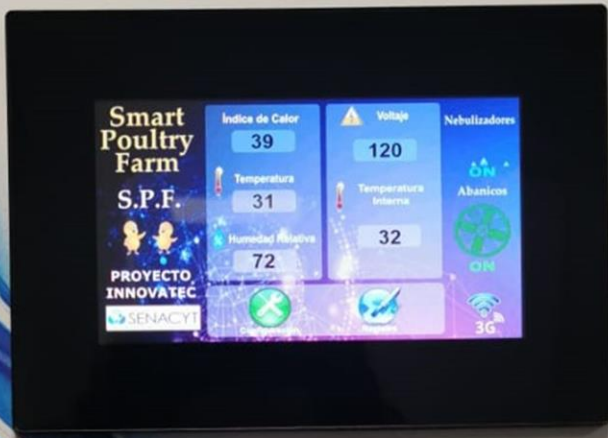 Smart
Poultry
Farm
S.P.F.
PROYECTO
INNOVATEC
SENACYT
Índice de Calor
39
Temperatura
31
Humedad Relativa
72
Voltaje
120
Temperatura
Interna
32
Nebulizadores
ON
Abanicos
ON
3G